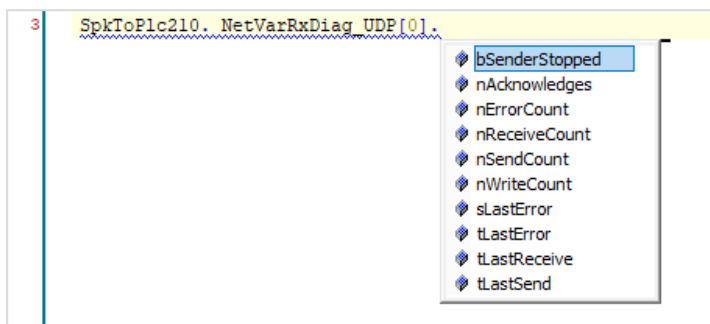 3 SpkToPlc210. NetVarRxDiag_UDP[0].
bSenderStopped
nAcknowledges
nErrorCount
nReceiveCount
nSendCount
nWriteCount
sLastError
tLastError
tLastReceive
tLastSend